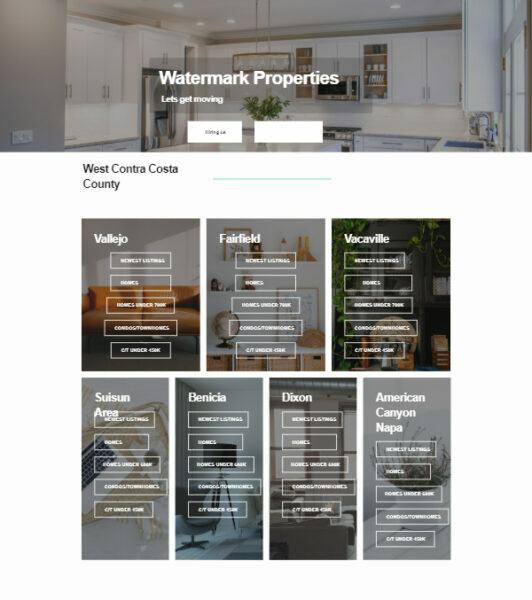 Watermark Properties
Lets get moving
Hiring us
West Contra Costa
County
Vallejo
NEWEST LISTINGS
HOMES
HOMES UNDER 700K
CONDOS/TOWNHOMES
C/T UNDER 450K
Fairfield
NEWEST LISTINGS
HOMES
HOMES UNDER 700K
CONDOS/TOWNHOMES
C/T UNDER 450K
Vacaville
NEWEST LISTINGS
HOMES
HOMES UNDER 700K
CONDOS/TOWNHOMES
C/T UNDER 450K
Suisun
Area
NEWEST LISTINGS
HOMES
HOMES UNDER 600K
CONDOS/TOWNHOMES
C/T UNDER 450K
Benicia
NEWEST LISTINGS
HOMES
HOMES UNDER 600K
CONDOS/TOWNHOMES
C/T UNDER 450K
Dixon
NEWEST LISTINGS
HOMES
HOMES UNDER 600K
CONDOS/TOWNHOMES
C/T UNDER 450K
American
Canyon
Napa
NEWEST LISTINGS
HOMES
HOMES UNDER 600K
CONDOS/TOWNHOMES
C/T UNDER 450K